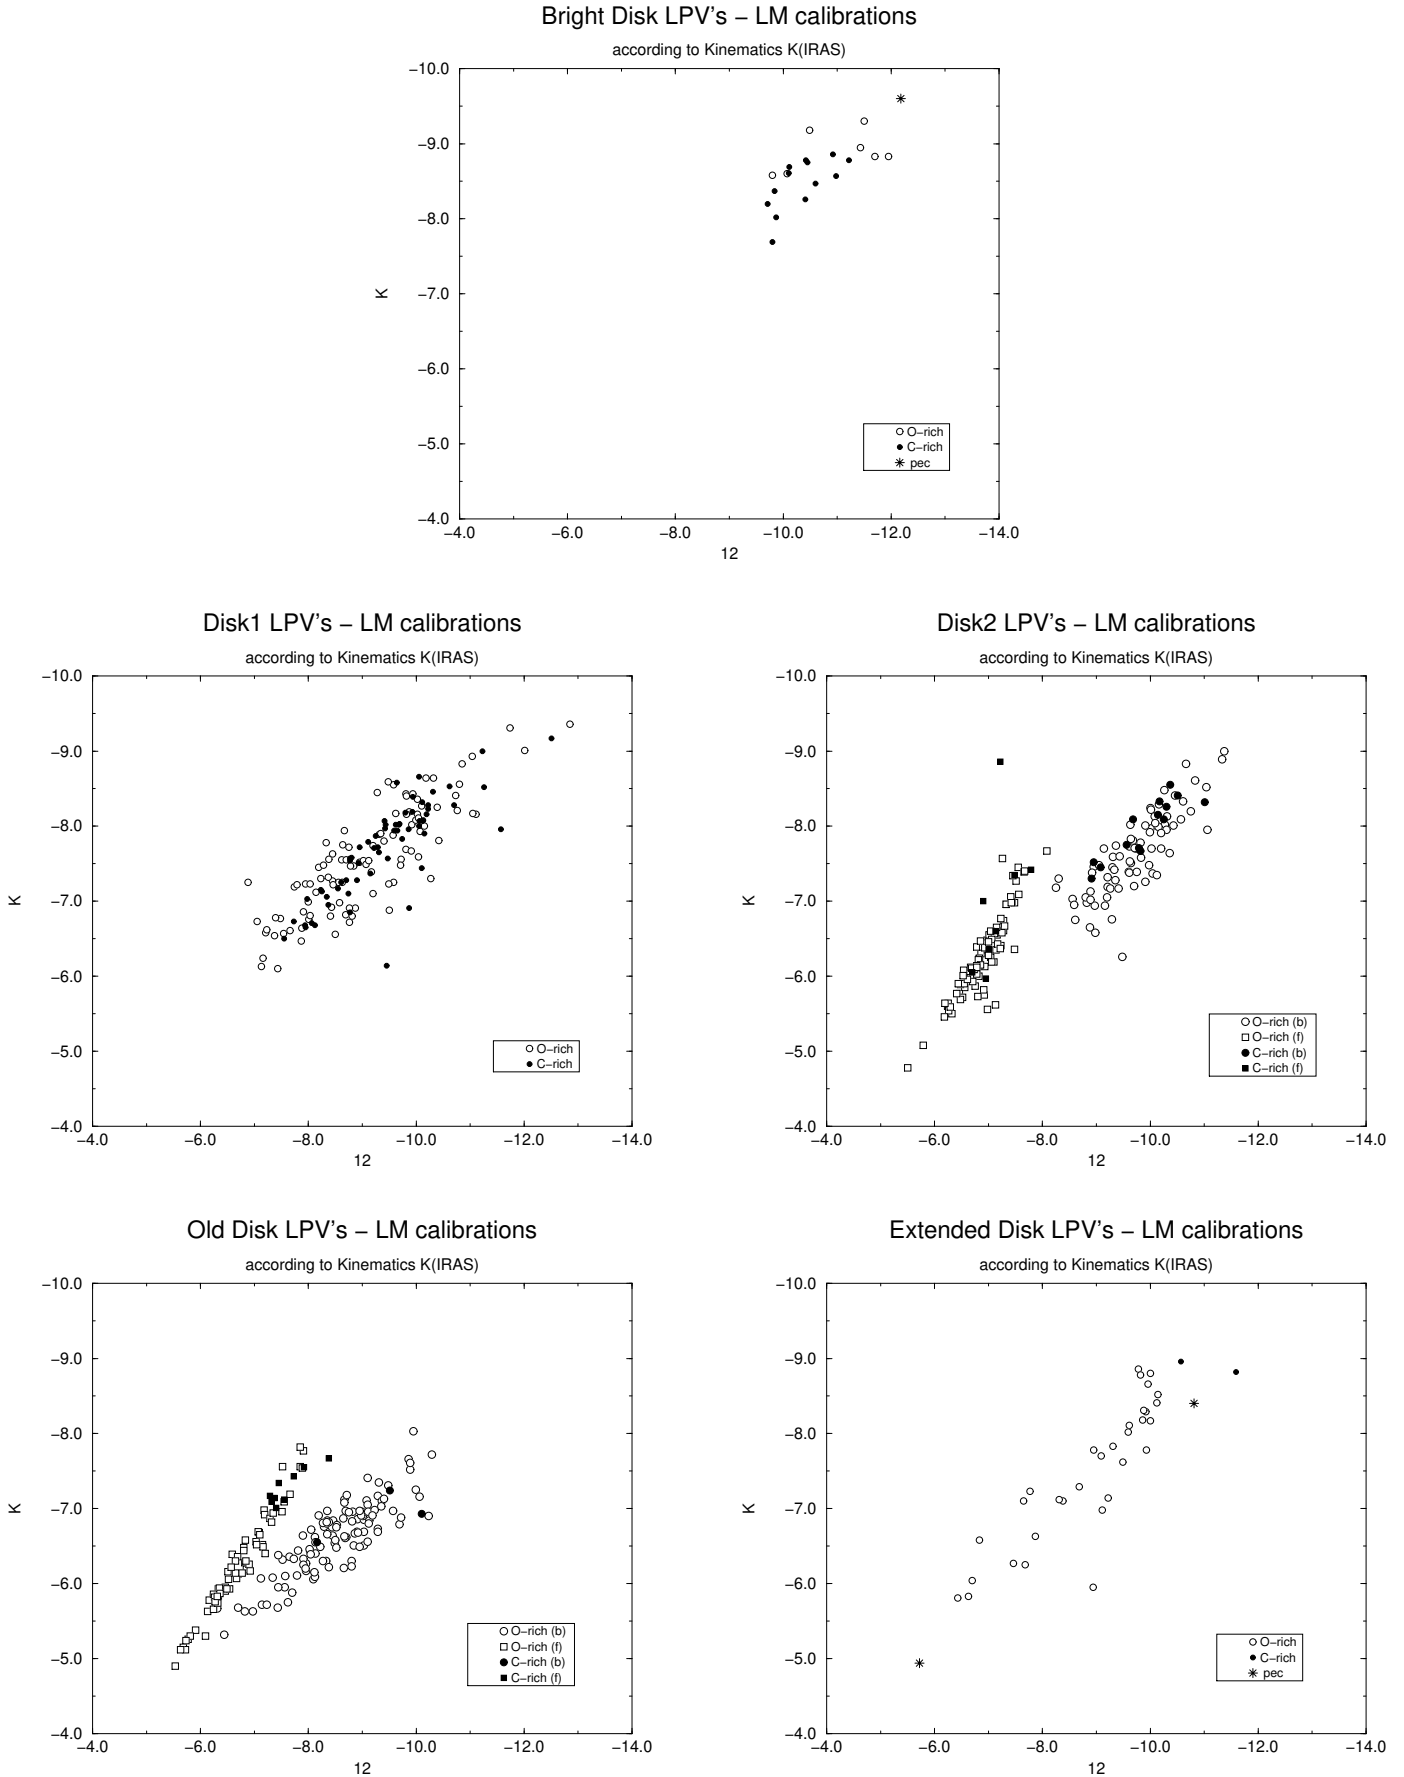 Bright Disk LPV's – LM calibrations
according to Kinematics K(IRAS)
−10.0
−9.0
−8.0
−7.0
K
−6.0
−5.0
−4.0
O−rich
C−rich
pec
−4.0 −6.0 −8.0 −10.0 −12.0 −14.0
12
Disk1 LPV's – LM calibrations
according to Kinematics K(IRAS)
−10.0
−9.0
−8.0
−7.0
K
−6.0
−5.0
−4.0
O−rich
C−rich
−4.0 −6.0 −8.0 −10.0 −12.0 −14.0
12
Disk2 LPV's – LM calibrations
according to Kinematics K(IRAS)
−10.0
−9.0
−8.0
−7.0
K
−6.0
−5.0
−4.0
O−rich (b)
O−rich (f)
C−rich (b)
C−rich (f)
−4.0 −6.0 −8.0 −10.0 −12.0 −14.0
12
Old Disk LPV's – LM calibrations
according to Kinematics K(IRAS)
−10.0
−9.0
−8.0
−7.0
K
−6.0
−5.0
−4.0
O−rich (b)
O−rich (f)
C−rich (b)
C−rich (f)
−4.0 −6.0 −8.0 −10.0 −12.0 −14.0
12
Extended Disk LPV's – LM calibrations
according to Kinematics K(IRAS)
−10.0
−9.0
−8.0
−7.0
K
−6.0
−5.0
−4.0
O−rich
C−rich
pec
−4.0 −6.0 −8.0 −10.0 −12.0 −14.0
12